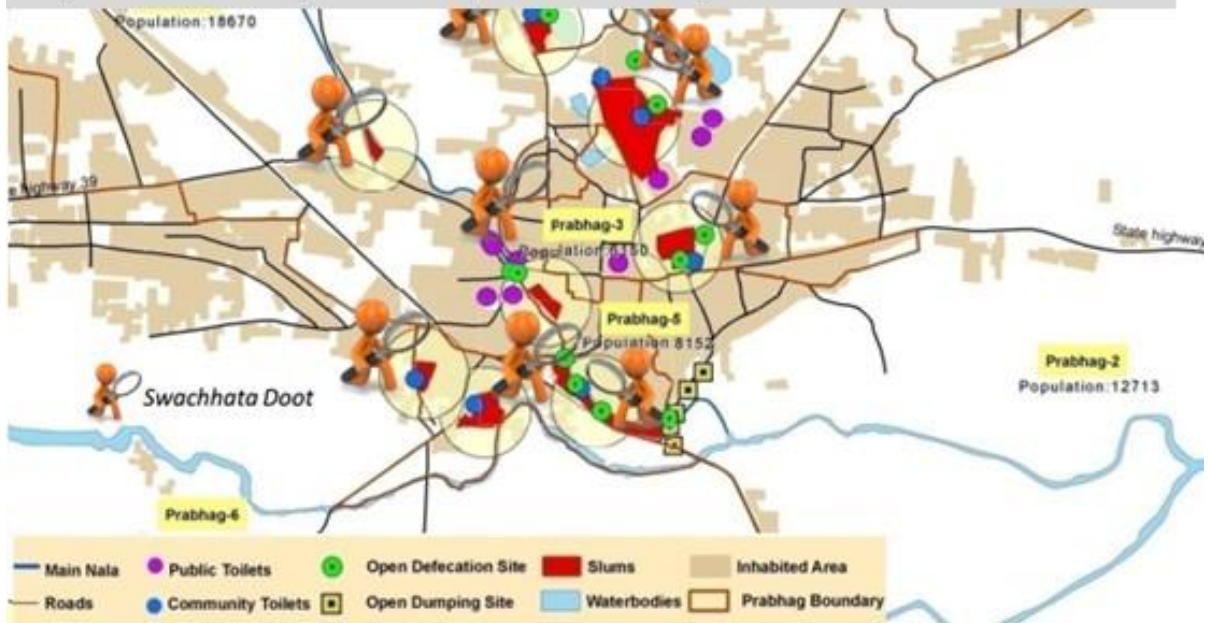 Population:18670
highway 39
Prabhag-3
State highway
Prabhag-5
Population:8152
Prabhag-2
Population:12713
Swachhata Doot
Prabhag-6
Main Nala
Public Toilets
Open Defecation Site
Slums
Inhabited Area
Roads
Community Toilets
Open Dumping Site
Waterbodies
Prabhag Boundary